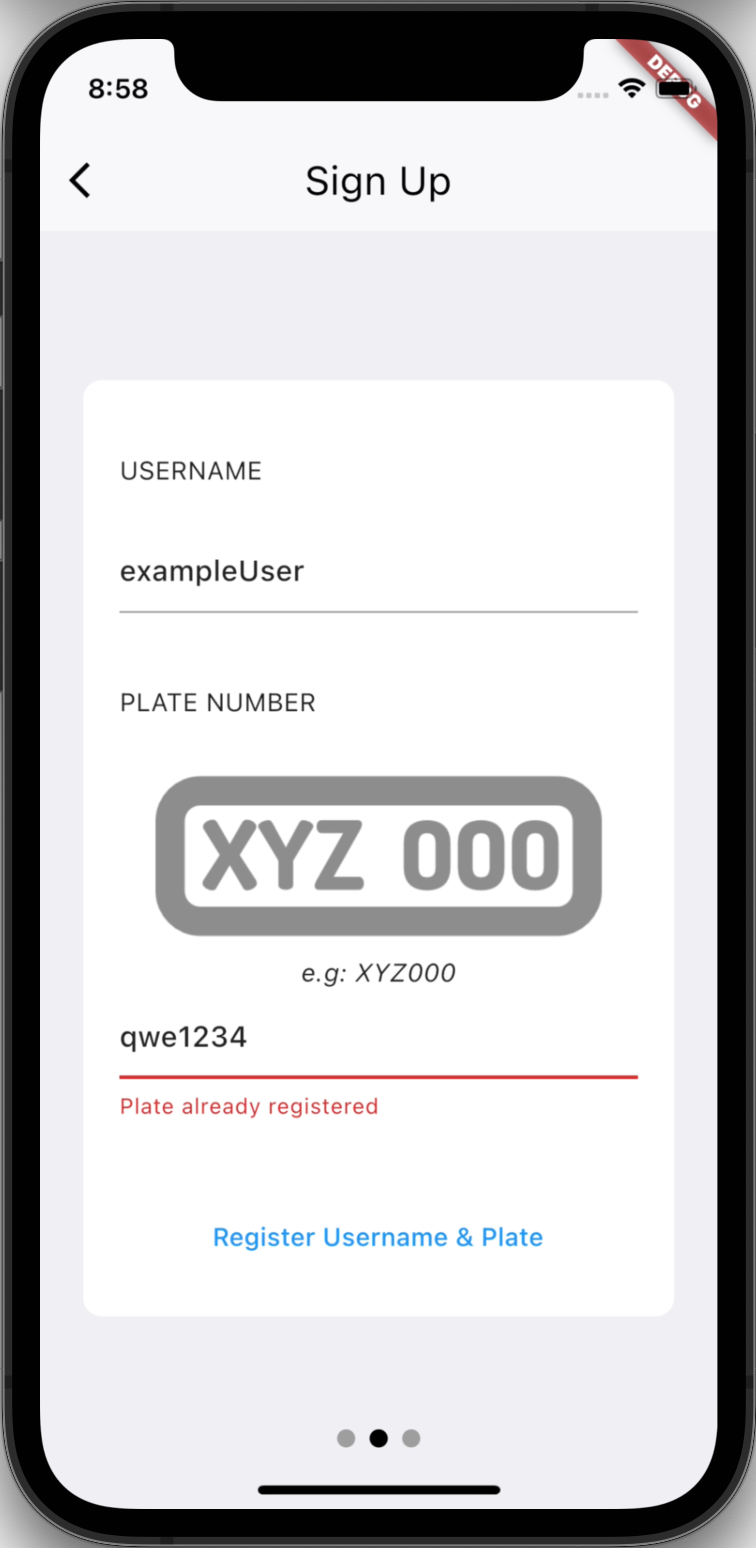 8:58
DEBUG
Sign Up
USERNAME
exampleUser
PLATE NUMBER
XYZ 000
e.g: XYZ000
qwe1234
Plate already registered
Register Username & Plate